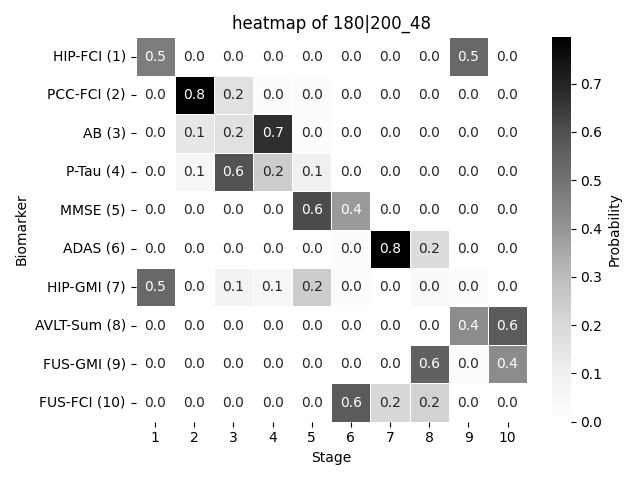 heatmap of 180|200_48
HIP-FCI (1) 0.5 0.0 0.0 0.0 0.0 0.0 0.0 0.0 0.5 0.0
PCC-FCI (2) 0.0 0.8 0.2 0.0 0.0 0.0 0.0 0.0 0.0 0.0
AB (3) 0.0 0.1 0.2 0.7 0.0 0.0 0.0 0.0 0.0 0.0
P-Tau (4) 0.0 0.1 0.6 0.2 0.1 0.0 0.0 0.0 0.0 0.0
MMSE (5) 0.0 0.0 0.0 0.0 0.6 0.4 0.0 0.0 0.0 0.0
ADAS (6) 0.0 0.0 0.0 0.0 0.0 0.0 0.8 0.2 0.0 0.0
HIP-GMI (7) 0.5 0.0 0.1 0.1 0.2 0.0 0.0 0.0 0.0 0.0
AVLT-Sum (8) 0.0 0.0 0.0 0.0 0.0 0.0 0.0 0.0 0.4 0.6
FUS-GMI (9) 0.0 0.0 0.0 0.0 0.0 0.0 0.0 0.6 0.0 0.4
FUS-FCI (10) 0.0 0.0 0.0 0.0 0.0 0.6 0.2 0.2 0.0 0.0
1 2 3 4 5 6 7 8 9 10
Stage
Biomarker
0.7
0.6
0.5
0.4
0.3
0.2
0.1
0.0
Probability